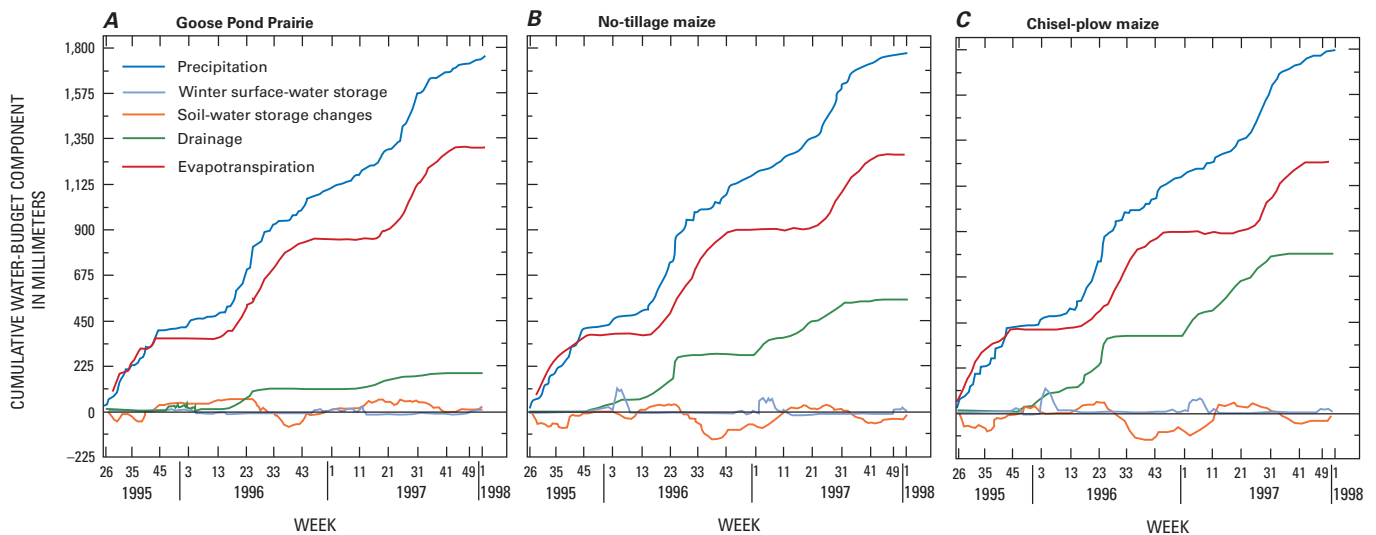 A Goose Pond Prairie
B No-tillage maize
C Chisel-plow maize
CUMULATIVE WATER-BUDGET COMPONENT
IN MILLIMETERS
1,800
1,575
1,350
1,125
900
675
450
225
0
–225
Precipitation
Winter surface-water storage
Soil-water storage changes
Drainage
Evapotranspiration
26 35 45 3 13 23 33 43 1 11 21 31 41 49 1
1995 1996 1997 1998
WEEK
26 35 45 3 13 23 33 43 1 11 21 31 41 49 1
1995 1996 1997 1998
WEEK
26 35 45 3 13 23 33 43 1 11 21 31 41 49 1
1995 1996 1997 1998
WEEK